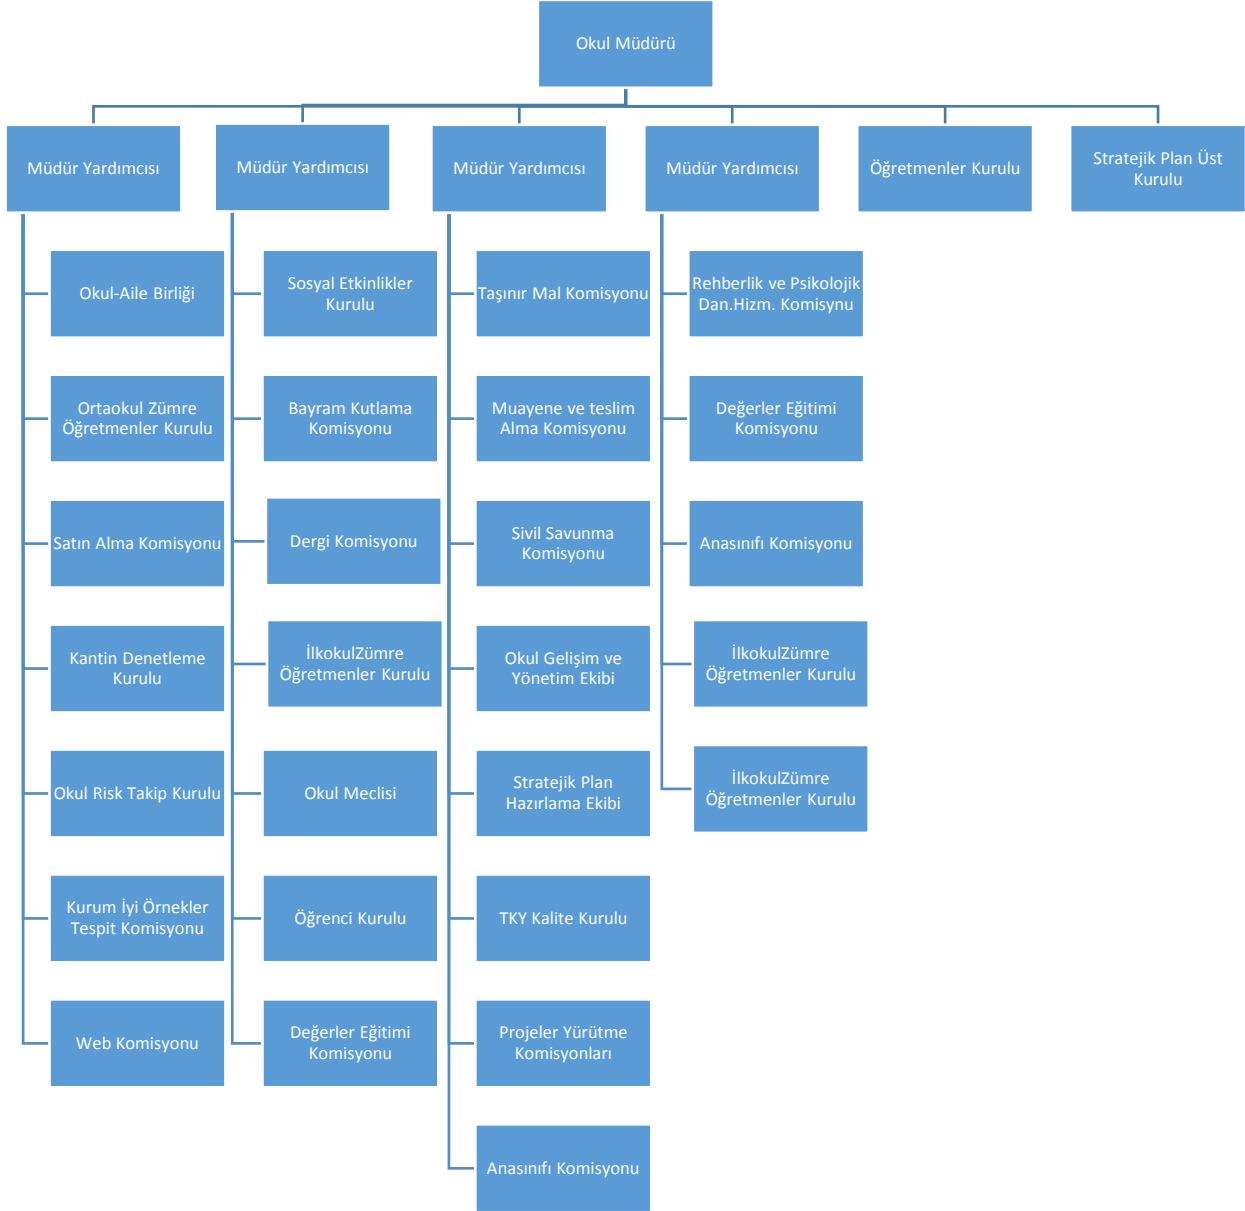 Okul Müdürü
Müdür Yardımcısı
Müdür Yardımcısı
Müdür Yardımcısı
Müdür Yardımcısı
Öğretmenler Kurulu
Stratejik Plan Üst
Kurulu
Okul-Aile Birliği
Ortaokul Zümre
Öğretmenler Kurulu
Satın Alma Komisyonu
Kantin Denetleme
Kurulu
Okul Risk Takip Kurulu
Kurum İyi Örnekler
Tespit Komisyonu
Web Komisyonu
Sosyal Etkinlikler
Kurulu
Bayram Kutlama
Komisyonu
Dergi Komisyonu
İlkokulZümre
Öğretmenler Kurulu
Okul Meclisi
Öğrenci Kurulu
Değerler Eğitimi
Komisyonu
Taşınır Mal Komisyonu
Muayene ve teslim
Alma Komisyonu
Sivil Savunma
Komisyonu
Okul Gelişim ve
Yönetim Ekibi
Stratejik Plan
Hazırlama Ekibi
TKY Kalite Kurulu
Projeler Yürütme
Komisyonları
Anasınıfı Komisyonu
Rehberlik ve Psikolojik
Dan.Hizm. Komisynu
Değerler Eğitimi
Komisyonu
Anasınıfı Komisyonu
İlkokulZümre
Öğretmenler Kurulu
İlkokulZümre
Öğretmenler Kurulu